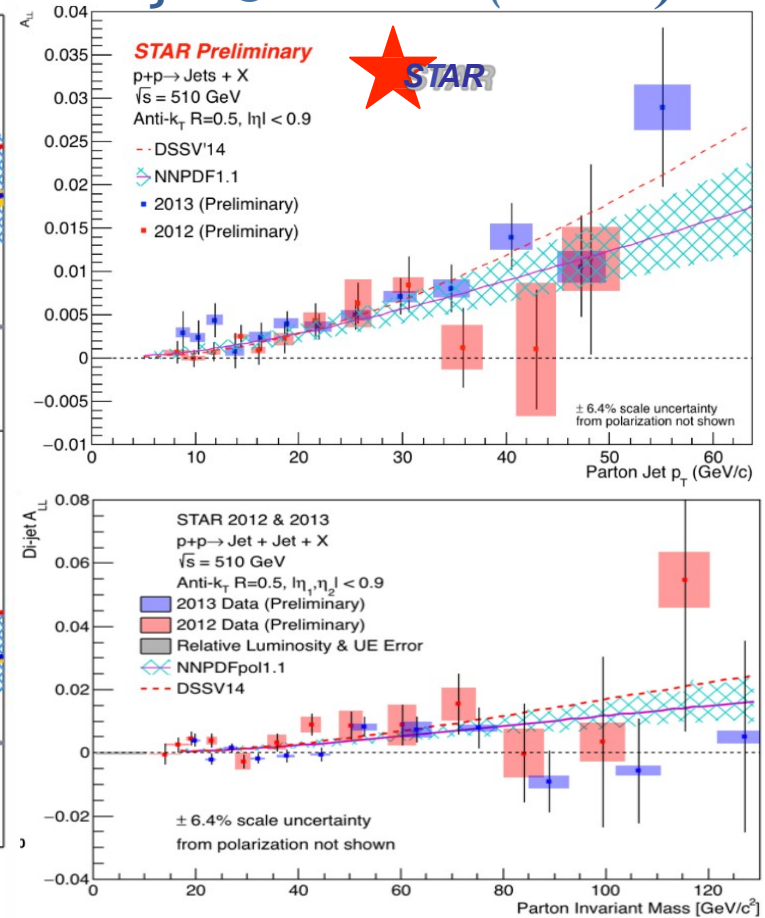 A_LL
0.04
0.035
0.03
0.025
0.02
0.015
0.01
0.005
0
−0.005
−0.01
STAR Preliminary
p+p→ Jets + X
√s = 510 GeV
Anti-k_T R=0.5, |η| < 0.9
DSSV'14
NNPDF1.1
2013 (Preliminary)
2012 (Preliminary)
STAR
± 6.4% scale uncertainty
from polarization not shown
0 10 20 30 40 50 60
Parton Jet p_T (GeV/c)
Di-jet A_LL
0.08
0.06
0.04
0.02
0
−0.02
−0.04
STAR 2012 & 2013
p+p→ Jet + Jet + X
√s = 510 GeV
Anti-k_T R=0.5, |η_1,η_2| < 0.9
2013 Data (Preliminary)
2012 Data (Preliminary)
Relative Luminosity & UE Error
NNPDFpol1.1
DSSV14
± 6.4% scale uncertainty
from polarization not shown
0 20 40 60 80 100 120
Parton Invariant Mass [GeV/c²]